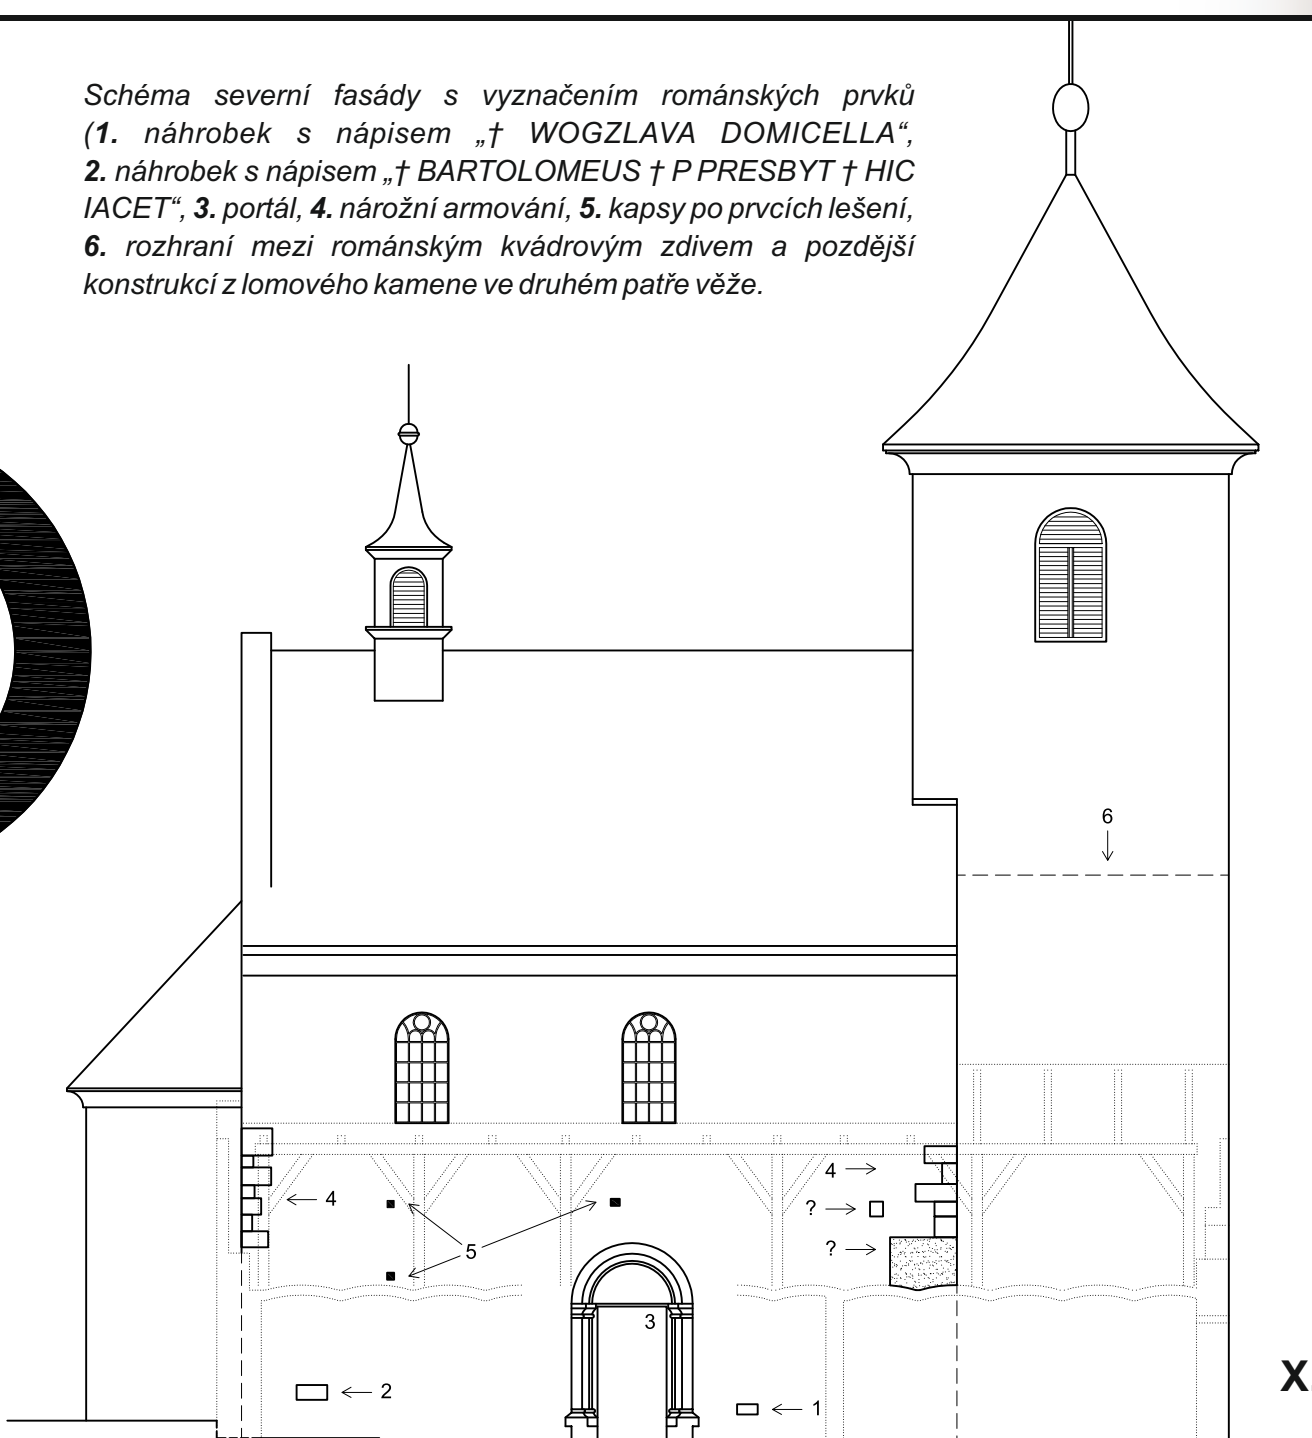 Schéma severní fasády s vyznačením románských prvků
(1. náhrobek s nápisem „† WOGZLAVA DOMICELLA“,
2. náhrobek s nápisem „† BARTOLOMEUS † P PRESBYT † HIC
IACET“, 3. portál, 4. nárožní armování, 5. kapsy po prvcích lešení,
6. rozhraní mezi románským kvádrovým zdivem a pozdější
konstrukcí z lomového kamene ve druhém patře věže.
6
4
4
?
5
?
3
2
1
X